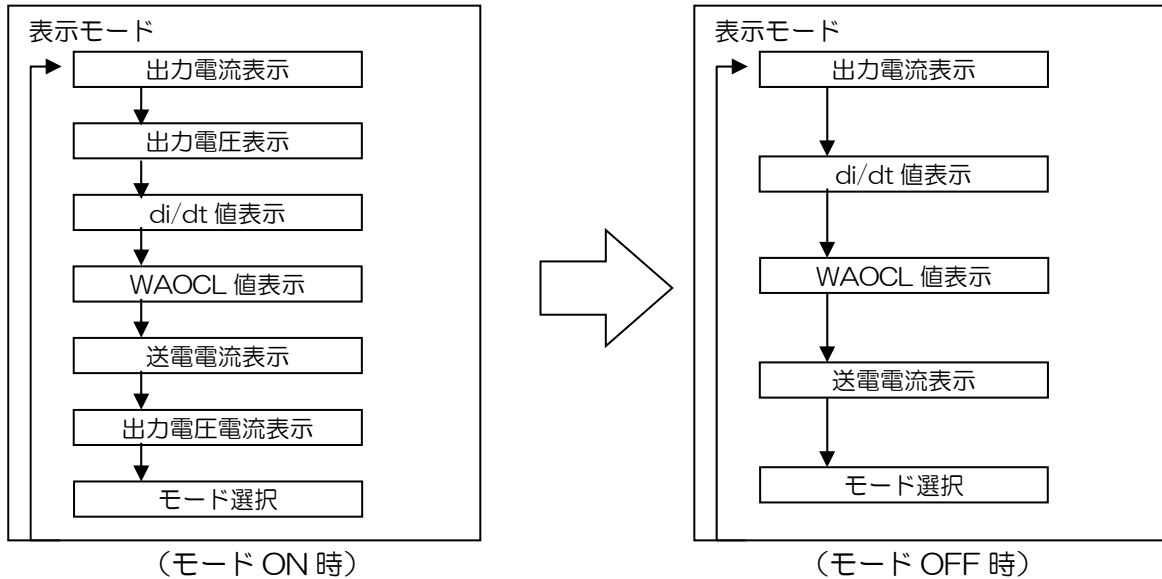 表示モード
出力電流表示
出力電圧表示
di/dt 値表示
WAOCL 値表示
送電電流表示
出力電圧電流表示
モード選択
（モード ON 時）
表示モード
出力電流表示
di/dt 値表示
WAOCL 値表示
送電電流表示
モード選択
（モード OFF 時）